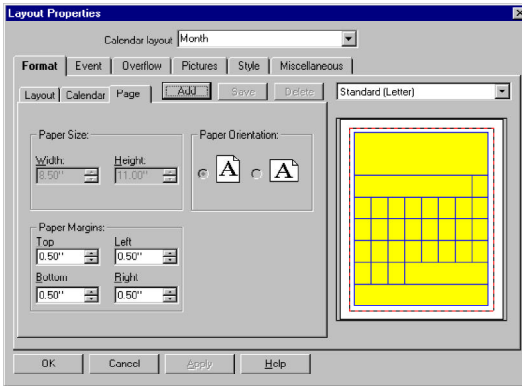 Layout Properties
Calendar layout Month
Format Event Overflow Pictures Style Miscellaneous
Layout Calendar Page Add Save Delete Standard (Letter)
Paper Size: Paper Orientation:
Width: Height:
8.50" 11.00" A A
Paper Margins:
Top Left
0.50" 0.50"
Bottom Right
0.50" 0.50"
OK Cancel Apply Help